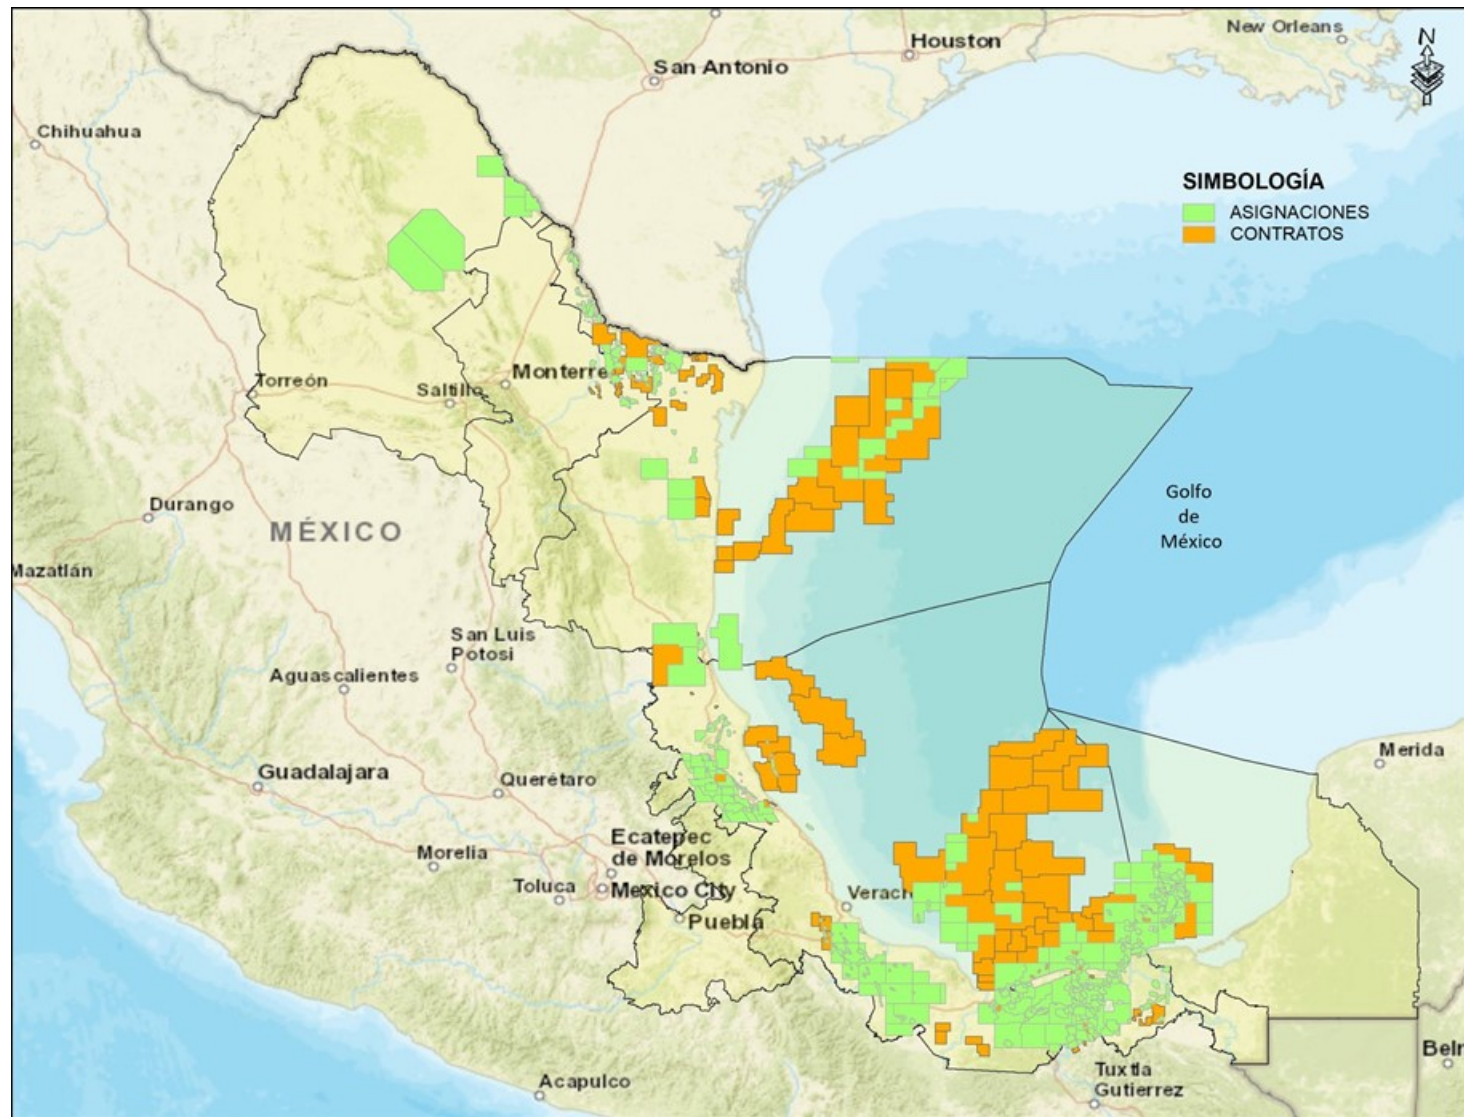 New Orleans
N
Houston
San Antonio
Chihuahua
SIMBOLOGÍA
ASIGNACIONES
CONTRATOS
Monterre
Torreón
Saltillo
Durango
MÉXICO
Golfo
de
México
Mazatlán
San Luis
Potosi
Aguascalientes
Merida
Guadalajara
Querétaro
Ecatepec
de Morelos
Morelia
Toluca
Mexico City
Verac
Puebla
Belm
Tuxtla
Gutierrez
Acapulco